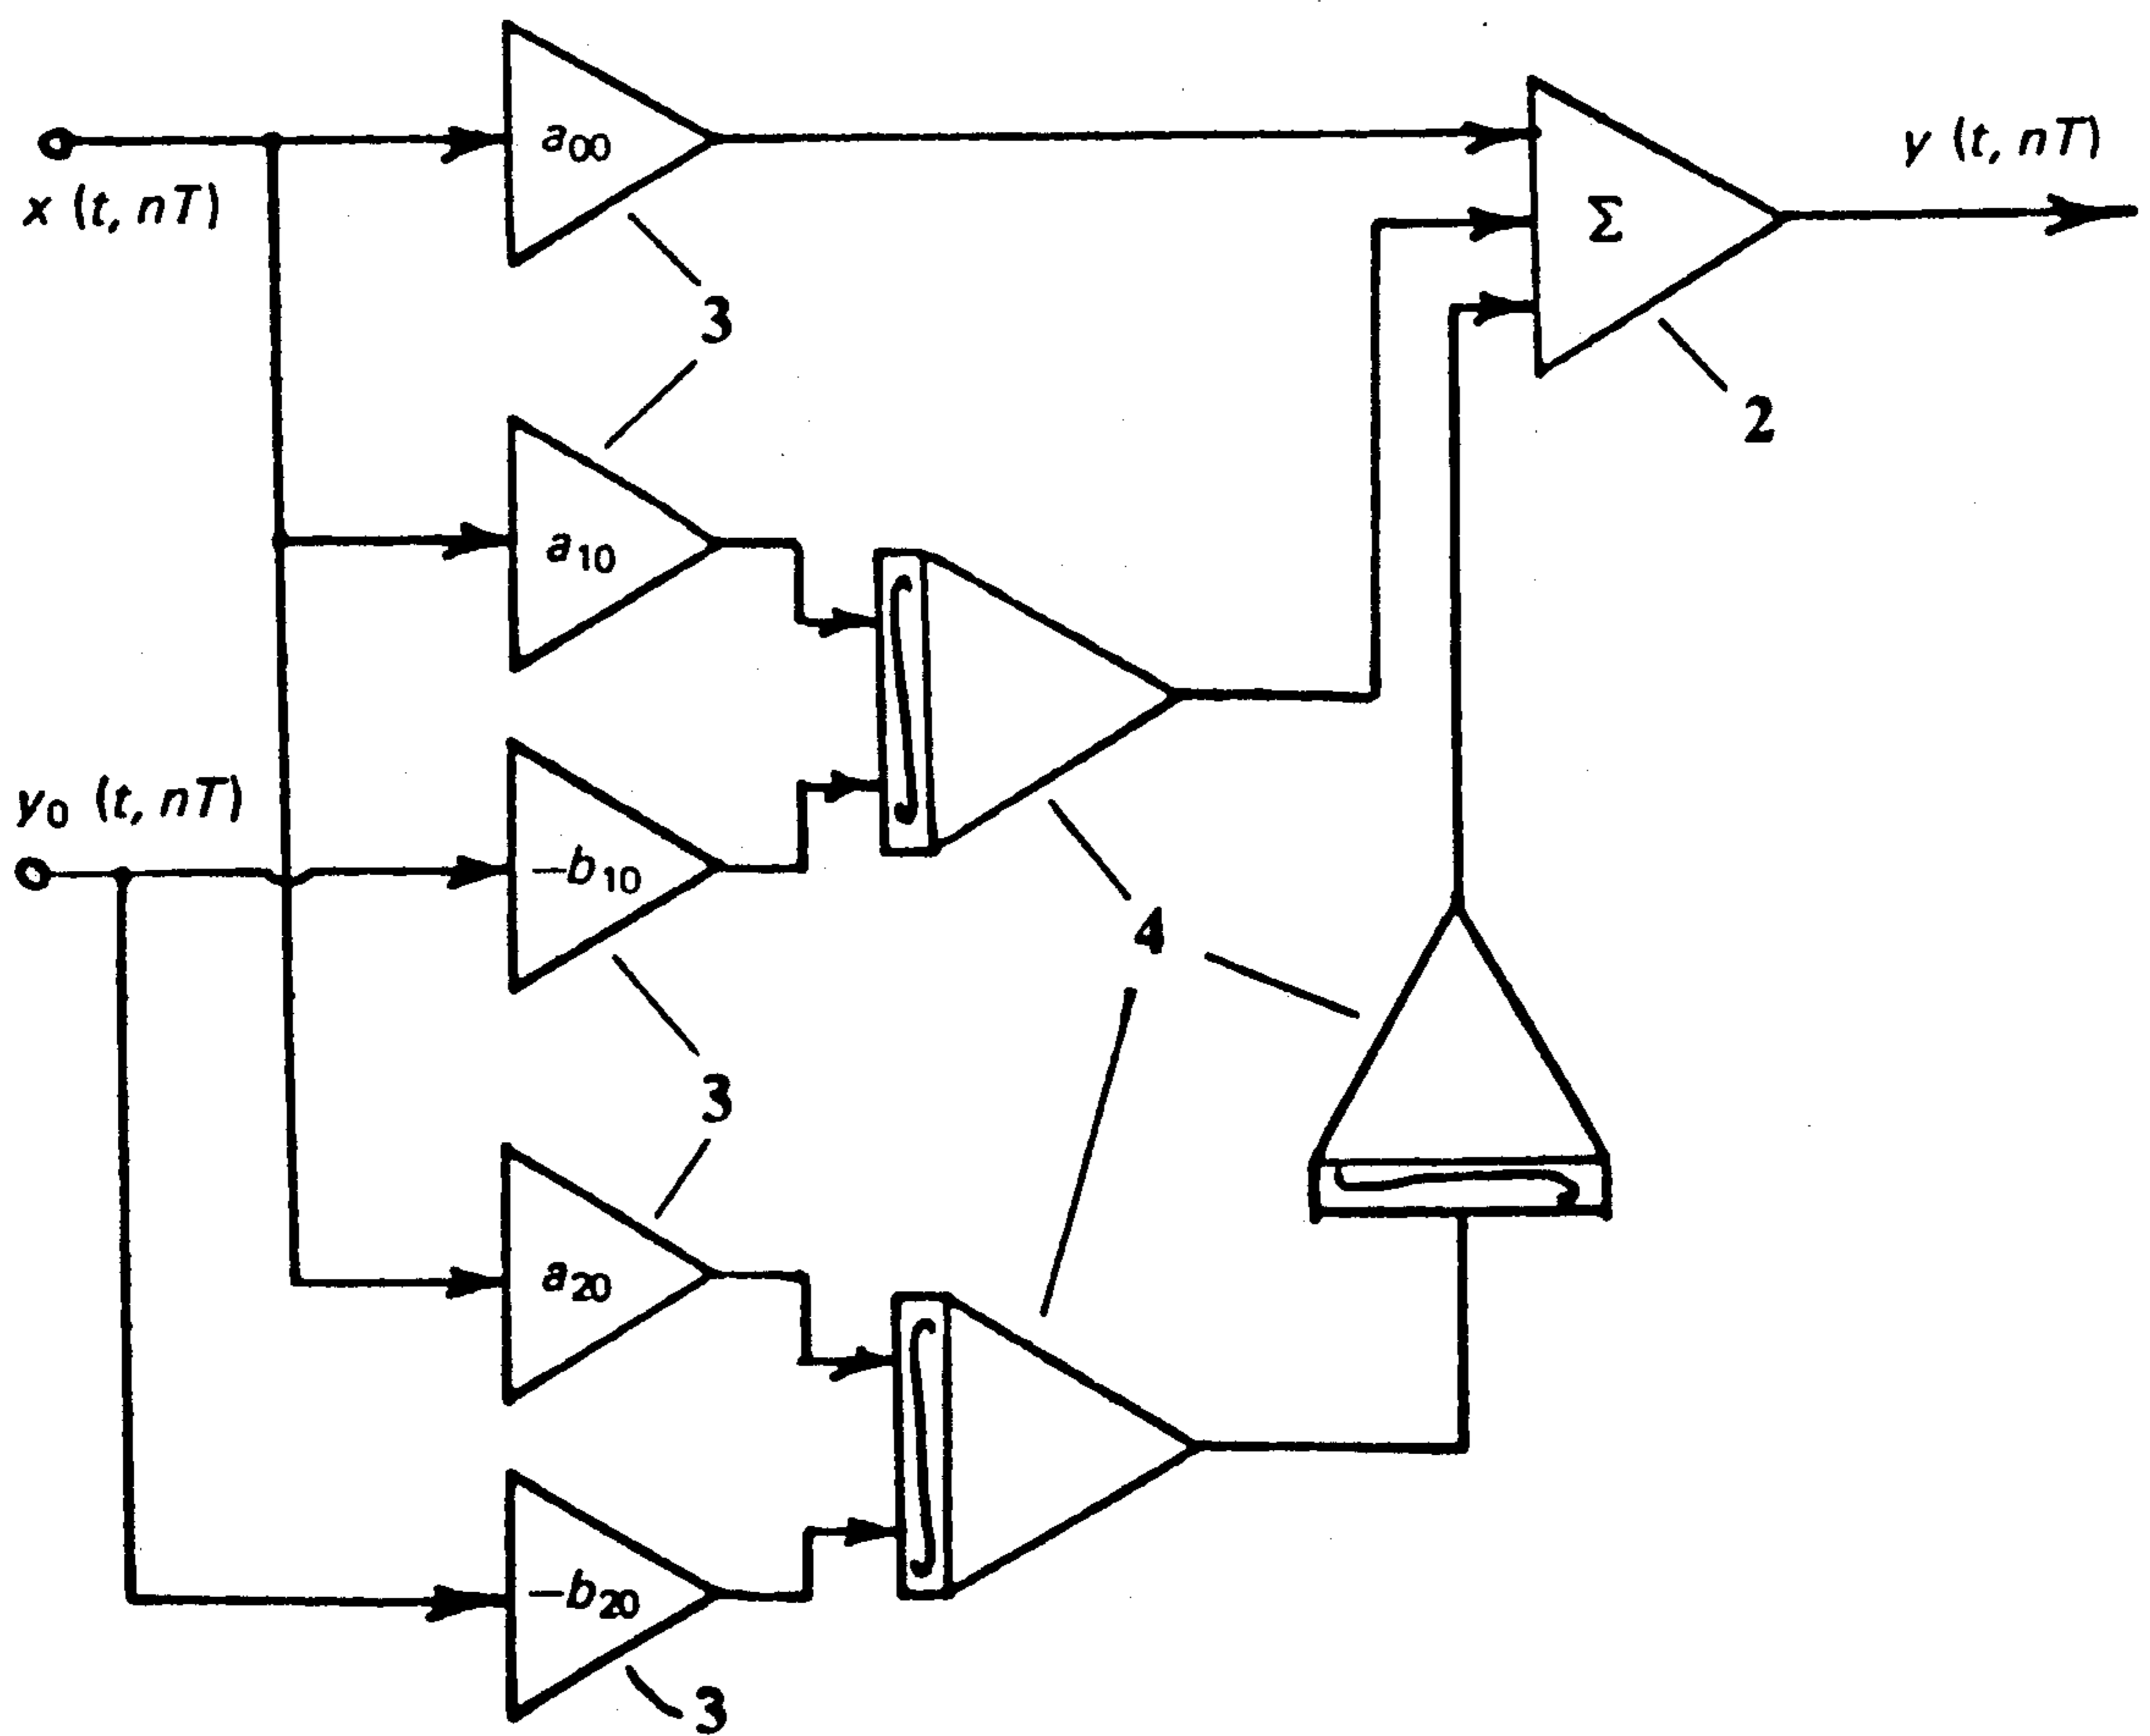 a00
x (t, nT)
Σ
y (t, nT)
3
2
a10
y0 (t, nT)
−b10
4
3
a20
−b20
3